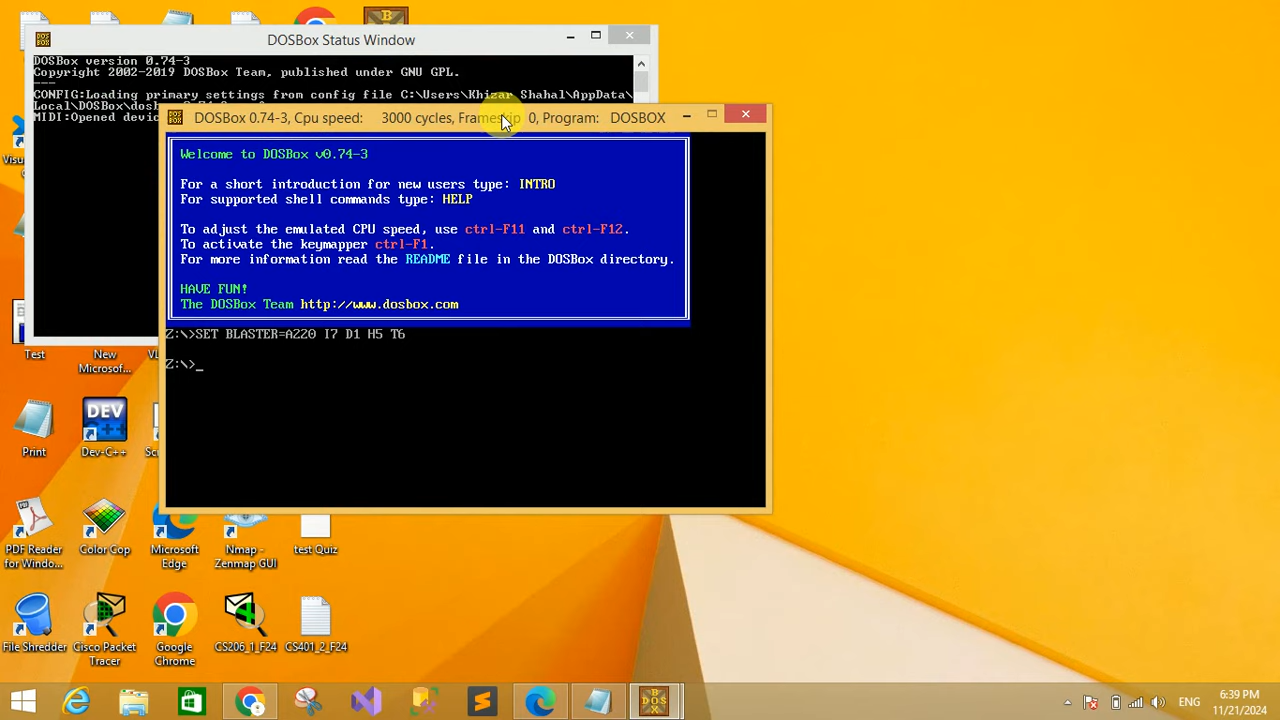 DOSBox Status Window
DOSBox version 0.74-3
Copyright 2002-2019 DOSBox Team, published under GNU GPL.
---
CONFIG:Loading primary settings from config file C:\Users\Khizar Shahal\AppData\
Local\DOSBox\
MIDI:Opened
DOSBox 0.74-3, Cpu speed: 3000 cycles, Frameskip 0, Program: DOSBOX
Welcome to DOSBox v0.74-3
For a short introduction for new users type: INTRO
For supported shell commands type: HELP
To adjust the emulated CPU speed, use ctrl-F11 and ctrl-F12.
To activate the keymapper ctrl-F1.
For more information read the README file in the DOSBox directory.
HAVE FUN!
The DOSBox Team http://www.dosbox.com
Z:\>SET BLASTER=A220 I7 D1 H5 T6
Z:\>_
Test
New
Microsof...
Print
DEV
Dev-C++
PDF Reader
for Windo...
Color Cop
Microsoft
Edge
Nmap -
Zenmap GUI
test Quiz
File Shredder
Cisco Packet
Tracer
Google
Chrome
CS206_1_F24
CS401_2_F24
ENG
6:39 PM
11/21/2024